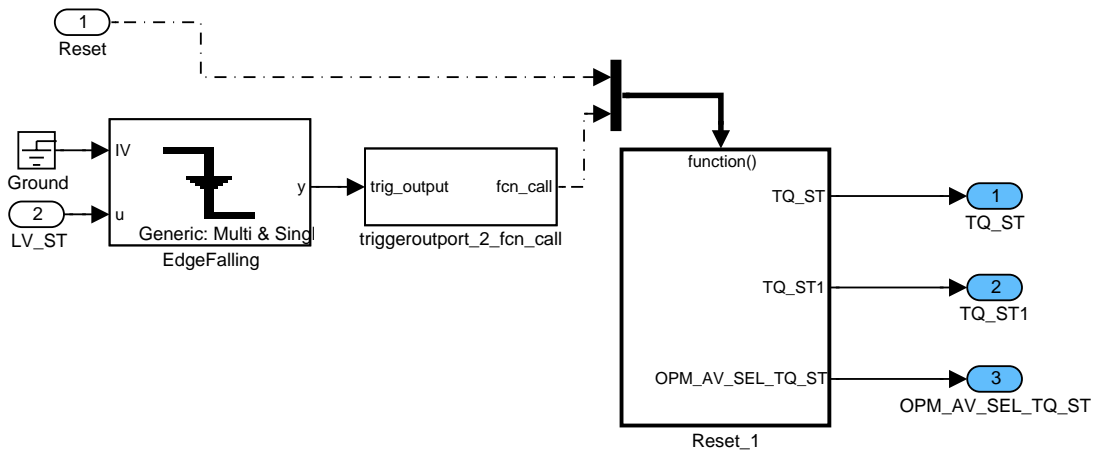 1
Reset
function()
IV
Ground
y
trig_output
fcn_call
TQ_ST
1
2
u
TQ_ST
LV_ST
Generic: Multi & Singl
triggeroutport_2_fcn_call
EdgeFalling
TQ_ST1
2
TQ_ST1
OPM_AV_SEL_TQ_ST
3
OPM_AV_SEL_TQ_ST
Reset_1